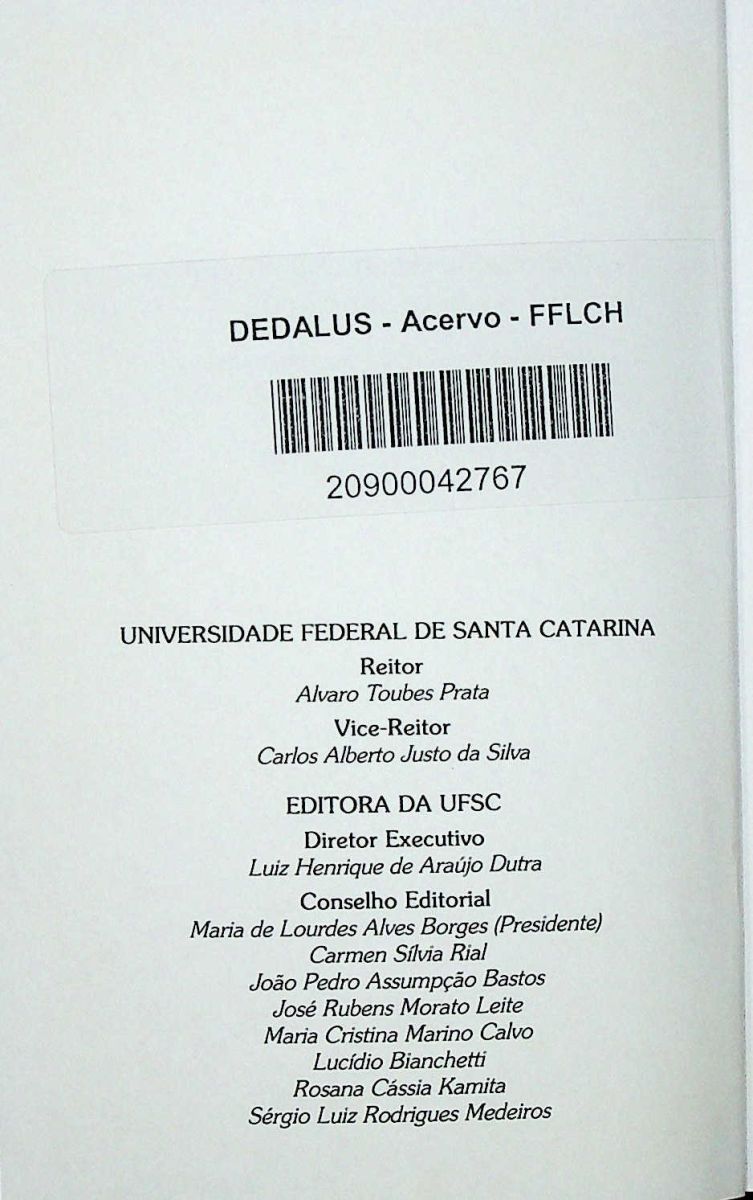 DEDALUS - Acervo - FFLCH
20900042767
UNIVERSIDADE FEDERAL DE SANTA CATARINA
Reitor
Alvaro Toubes Prata
Vice-Reitor
Carlos Alberto Justo da Silva
EDITORA DA UFSC
Diretor Executivo
Luiz Henrique de Araújo Dutra
Conselho Editorial
Maria de Lourdes Alves Borges (Presidente)
Carmen Sílvia Rial
João Pedro Assumpção Bastos
José Rubens Morato Leite
Maria Cristina Marino Calvo
Lucídio Bianchetti
Rosana Cássia Kamita
Sérgio Luiz Rodrigues Medeiros